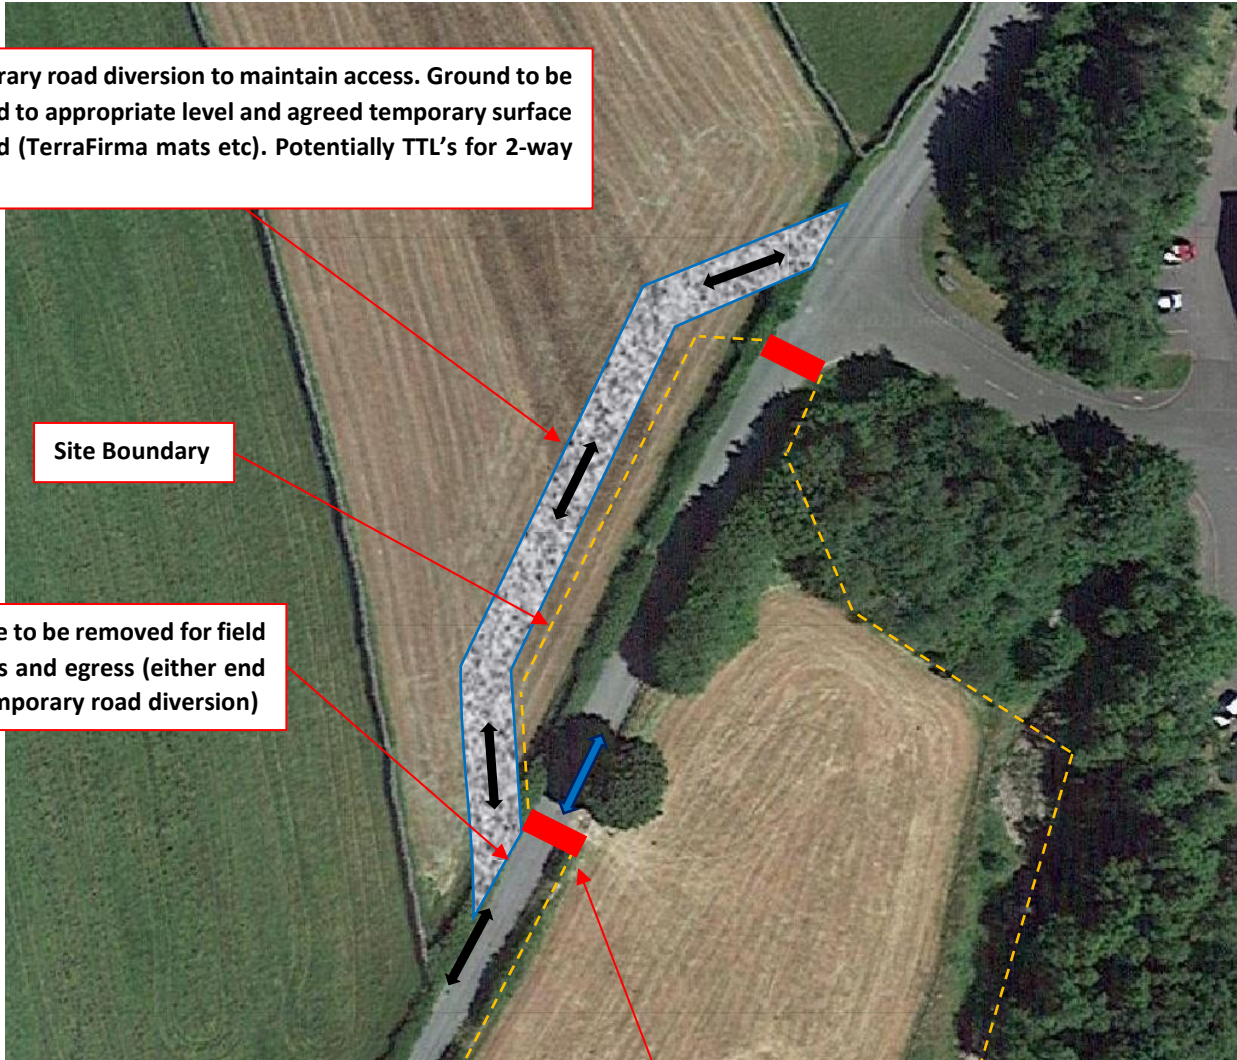 rary road diversion to maintain access. Ground to be
d to appropriate level and agreed temporary surface
d (TerraFirma mats etc). Potentially TTL's for 2-way
Site Boundary
e to be removed for field
s and egress (either end
mporary road diversion)